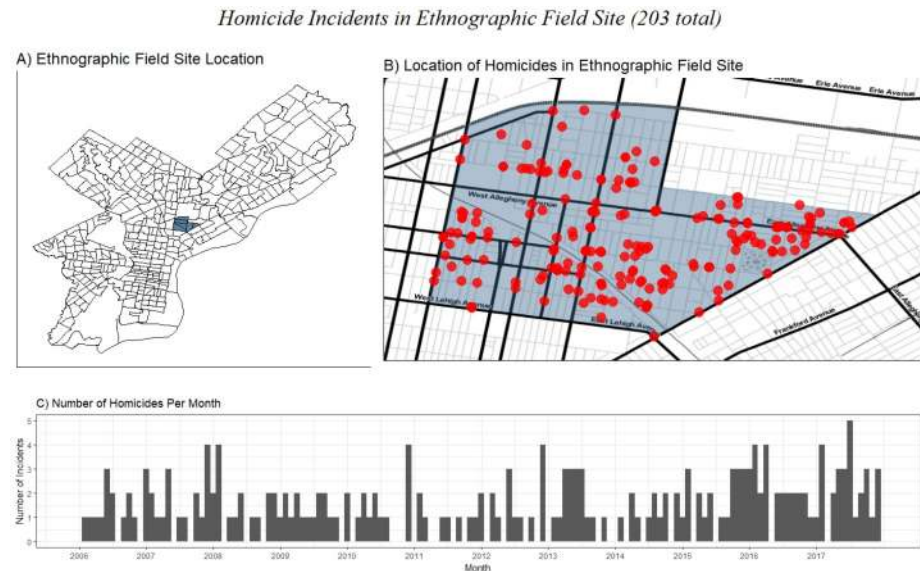 Homicide Incidents in Ethnographic Field Site (203 total)
A) Ethnographic Field Site Location
B) Location of Homicides in Ethnographic Field Site
Erie Avenue
Erie Avenue Erie Avenue
West Allegheny Avenue
West Lehigh Avenue
East Lehigh Aven
Frankford Avenue
C) Number of Homicides Per Month
Number of Incidents
5
4
3
2
1
0
2006 2007 2008 2009 2010 2011 2012 2013 2014 2015 2016 2017
Month